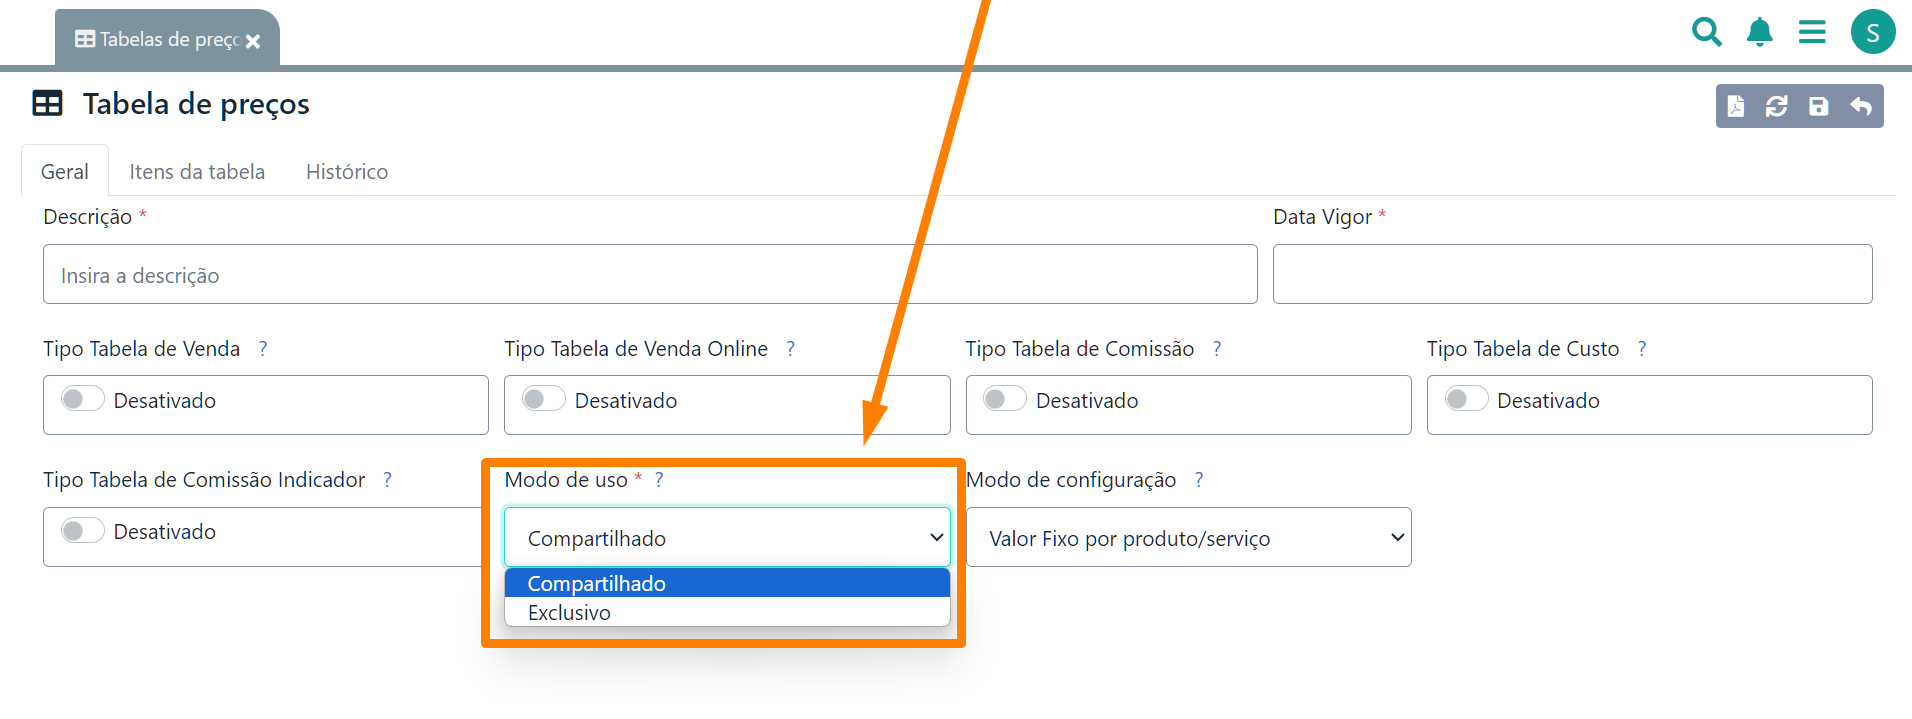 Tabelas de preço
S
Tabela de preços
Geral
Itens da tabela
Histórico
Descrição *
Data Vigor *
Insira a descrição
Tipo Tabela de Venda ?
Tipo Tabela de Venda Online ?
Tipo Tabela de Comissão ?
Tipo Tabela de Custo ?
Desativado
Desativado
Desativado
Desativado
Tipo Tabela de Comissão Indicador ?
Modo de uso * ?
Modo de configuração ?
Desativado
Compartilhado
Valor Fixo por produto/serviço
Compartilhado
Exclusivo